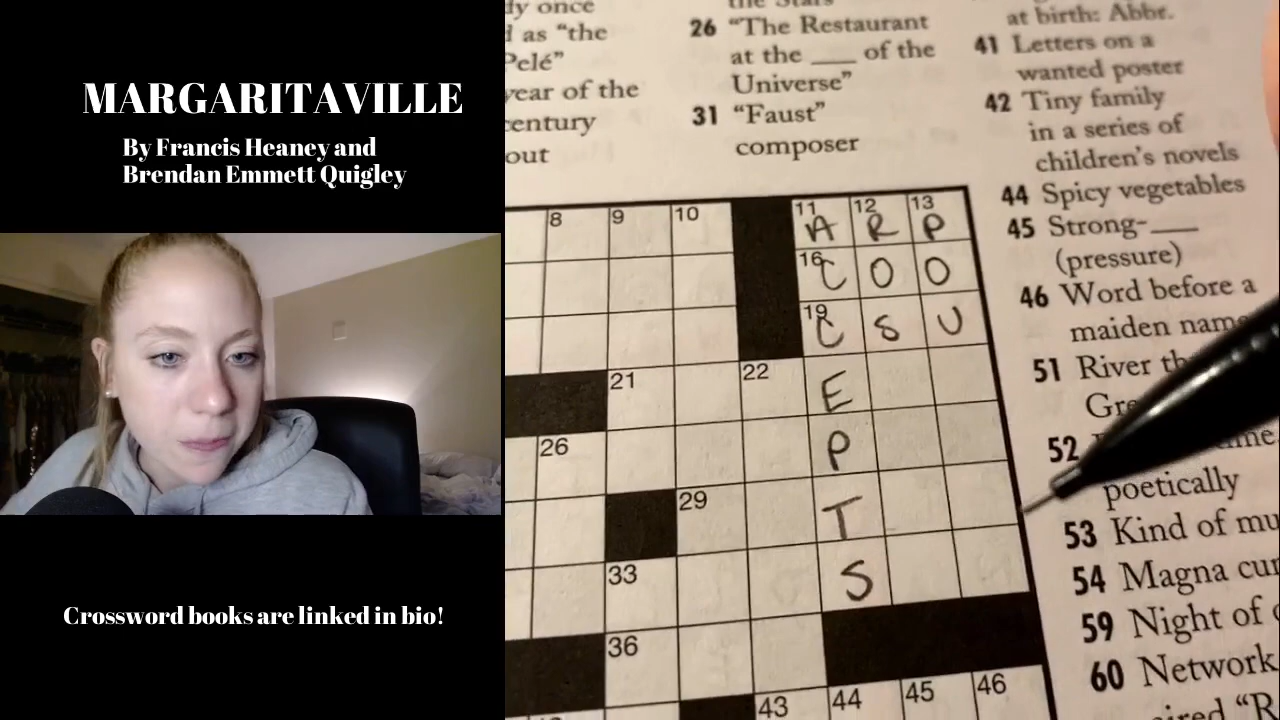 MARGARITAVILLE
By Francis Heaney and
Brendan Emmett Quigley
Crossword books are linked in bio!
once
as "the
Pelé"
year of the
century
out
the Stars
26 "The Restaurant
at the ___ of the
Universe"
31 "Faust"
composer
at birth: Abbr.
41 Letters on a
wanted poster
42 Tiny family
in a series of
children's novels
44 Spicy vegetables
45 Strong-___
(pressure)
46 Word before a
maiden name
51 River
52
poetically
53 Kind of
54 Magna
59 Night of
60 Network
8 9 10 11 A 12 R 13 P
16 C O O
19 C S U
21 22 E
26 P
29 T
33 S
36
43 44 45 46